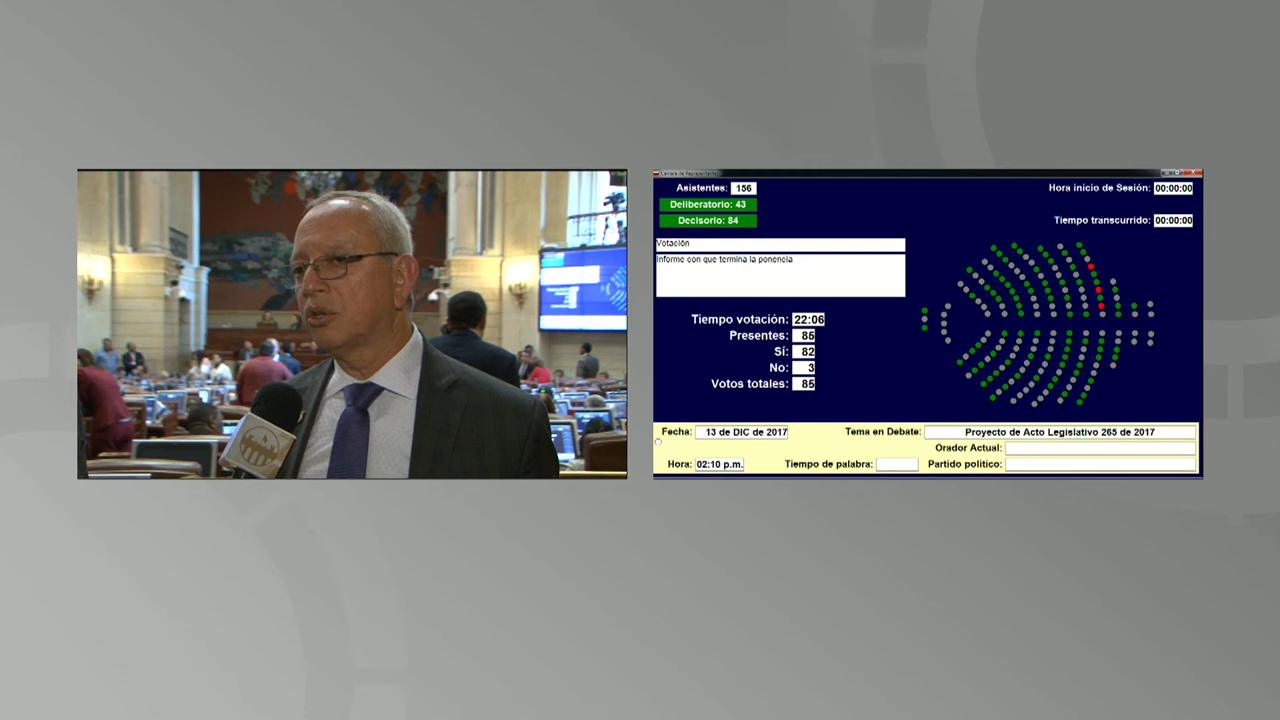 Cámara de Representantes
Asistentes: 156
Deliberatorio: 43
Decisorio: 84
Hora inicio de Sesión: 00:00:00
Tiempo transcurrido: 00:00:00
Votación
Informe con que termina la ponencia
Tiempo votación: 22:06
Presentes: 85
Sí: 82
No: 3
Votos totales: 85
Fecha: 13 de DIC de 2017
Tema en Debate: Proyecto de Acto Legislativo 265 de 2017
Orador Actual:
Hora: 02:10 p.m.
Tiempo de palabra:
Partido político: